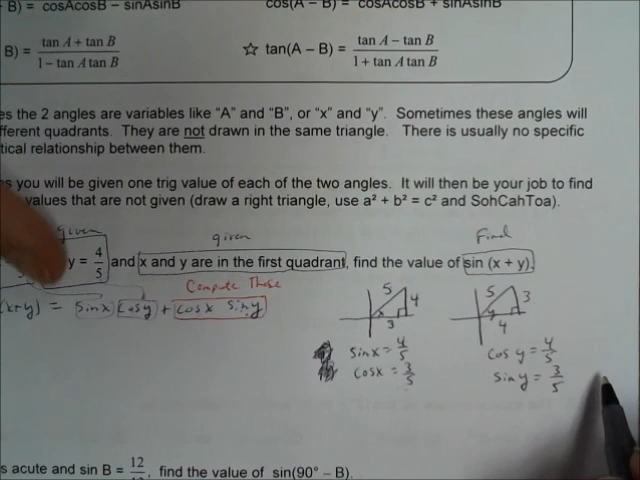 B) = cosAcosB – sinAsinB cos(A – B) = cosAcosB + sinAsinB
B) = tan A + tan B / 1 – tan A tan B ☆ tan(A – B) = tan A – tan B / 1 + tan A tan B
es the 2 angles are variables like "A" and "B", or "x" and "y". Sometimes these angles will
fferent quadrants. They are not drawn in the same triangle. There is usually no specific
tical relationship between them.
s you will be given one trig value of each of the two angles. It will then be your job to find
values that are not given (draw a right triangle, use a² + b² = c² and SohCahToa).
given given Find
y = 4/5 and x and y are in the first quadrant, find the value of sin (x + y).
Compute These
(x+y) = sinx cosy + cosx siny
5 4 3
5 3 4
sinx = 4/5
cosx = 3/5
cos y = 4/5
sin y = 3/5
s acute and sin B = 12/ , find the value of sin(90° – B).